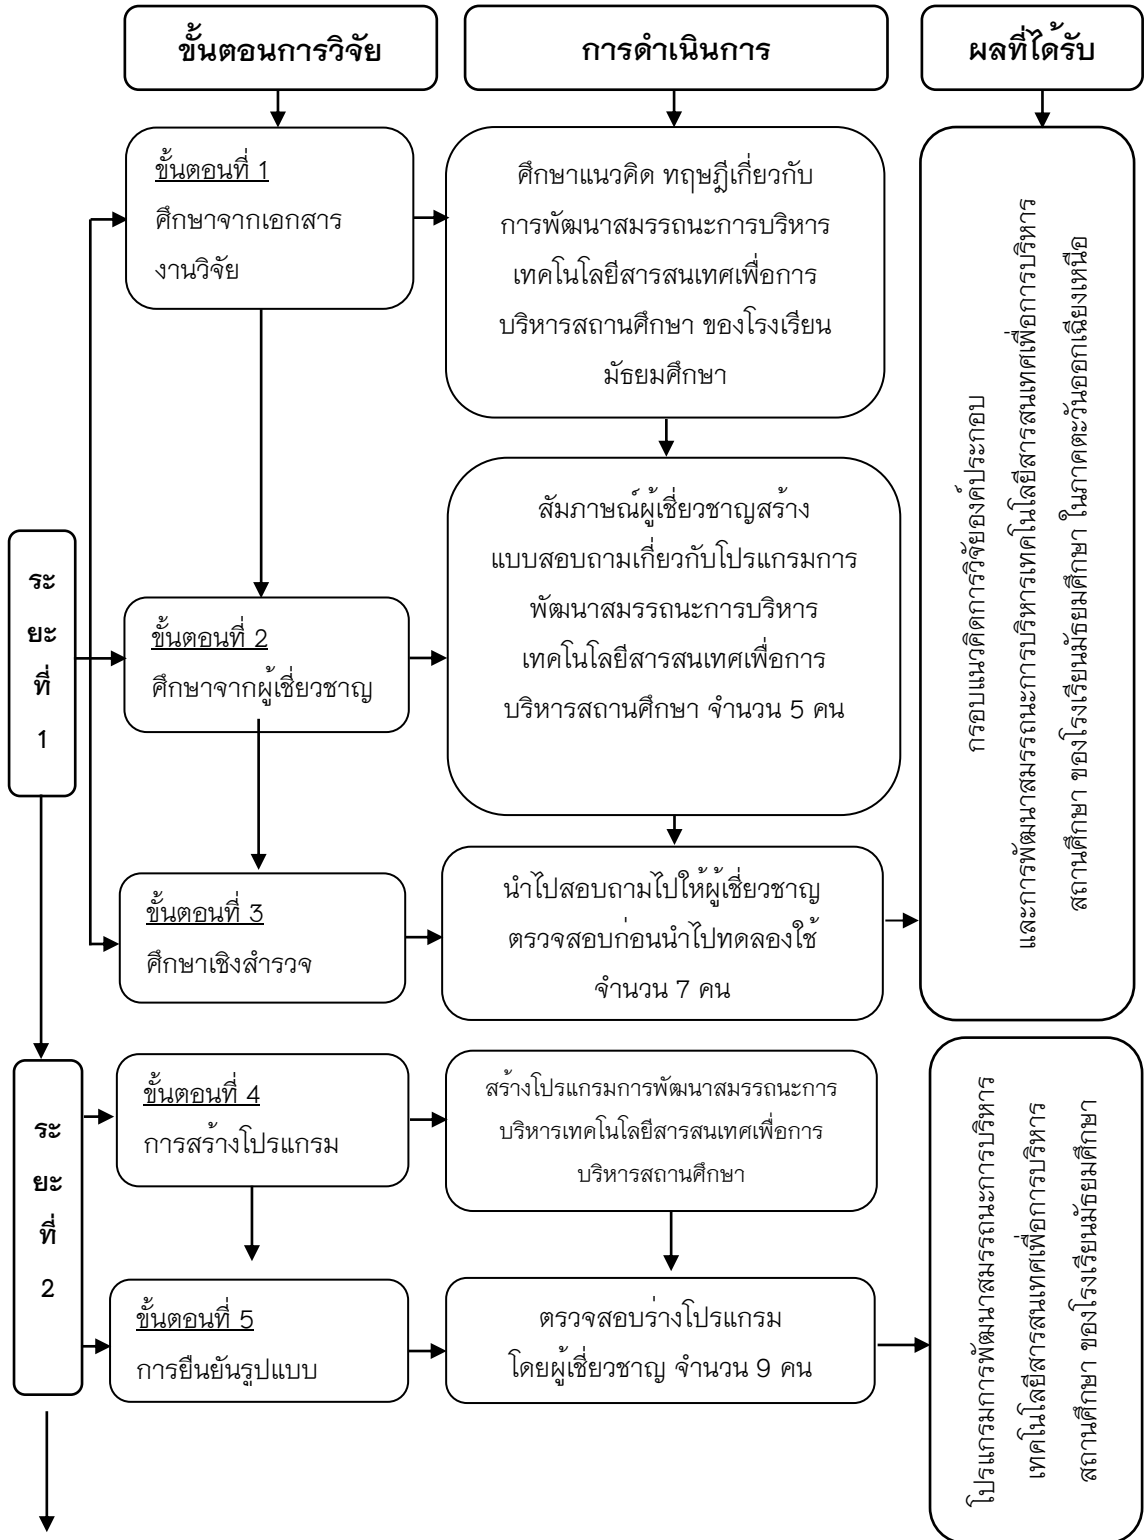 ขั้นตอนการวิจัย
การดำเนินการ
ผลที่ได้รับ
ระ
ยะ
ที่
1
ขั้นตอนที่ 1
ศึกษาจากเอกสาร
งานวิจัย
ศึกษาแนวคิด ทฤษฎีเกี่ยวกับ
การพัฒนาสมรรถนะการบริหาร
เทคโนโลยีสารสนเทศเพื่อการ
บริหารสถานศึกษา ของโรงเรียน
มัธยมศึกษา
ขั้นตอนที่ 2
ศึกษาจากผู้เชี่ยวชาญ
สัมภาษณ์ผู้เชี่ยวชาญสร้าง
แบบสอบถามเกี่ยวกับโปรแกรมการ
พัฒนาสมรรถนะการบริหาร
เทคโนโลยีสารสนเทศเพื่อการ
บริหารสถานศึกษา จำนวน 5 คน
ขั้นตอนที่ 3
ศึกษาเชิงสำรวจ
นำไปสอบถามไปให้ผู้เชี่ยวชาญ
ตรวจสอบก่อนนำไปทดลองใช้
จำนวน 7 คน
กรอบแนวคิดการวิจัยองค์ประกอบ
และการพัฒนาสมรรถนะการบริหารเทคโนโลยีสารสนเทศเพื่อการบริหาร
สถานศึกษา ของโรงเรียนมัธยมศึกษา ในภาคตะวันออกเฉียงเหนือ
ระ
ยะ
ที่
2
ขั้นตอนที่ 4
การสร้างโปรแกรม
สร้างโปรแกรมการพัฒนาสมรรถนะการ
บริหารเทคโนโลยีสารสนเทศเพื่อการ
บริหารสถานศึกษา
ขั้นตอนที่ 5
การยืนยันรูปแบบ
ตรวจสอบร่างโปรแกรม
โดยผู้เชี่ยวชาญ จำนวน 9 คน
โปรแกรมการพัฒนาสมรรถนะการบริหาร
เทคโนโลยีสารสนเทศเพื่อการบริหาร
สถานศึกษา ของโรงเรียนมัธยมศึกษา